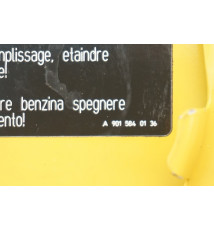 mplissage, etaindre
e!
re benzina spegnere
ento!
A 901 584 01 36